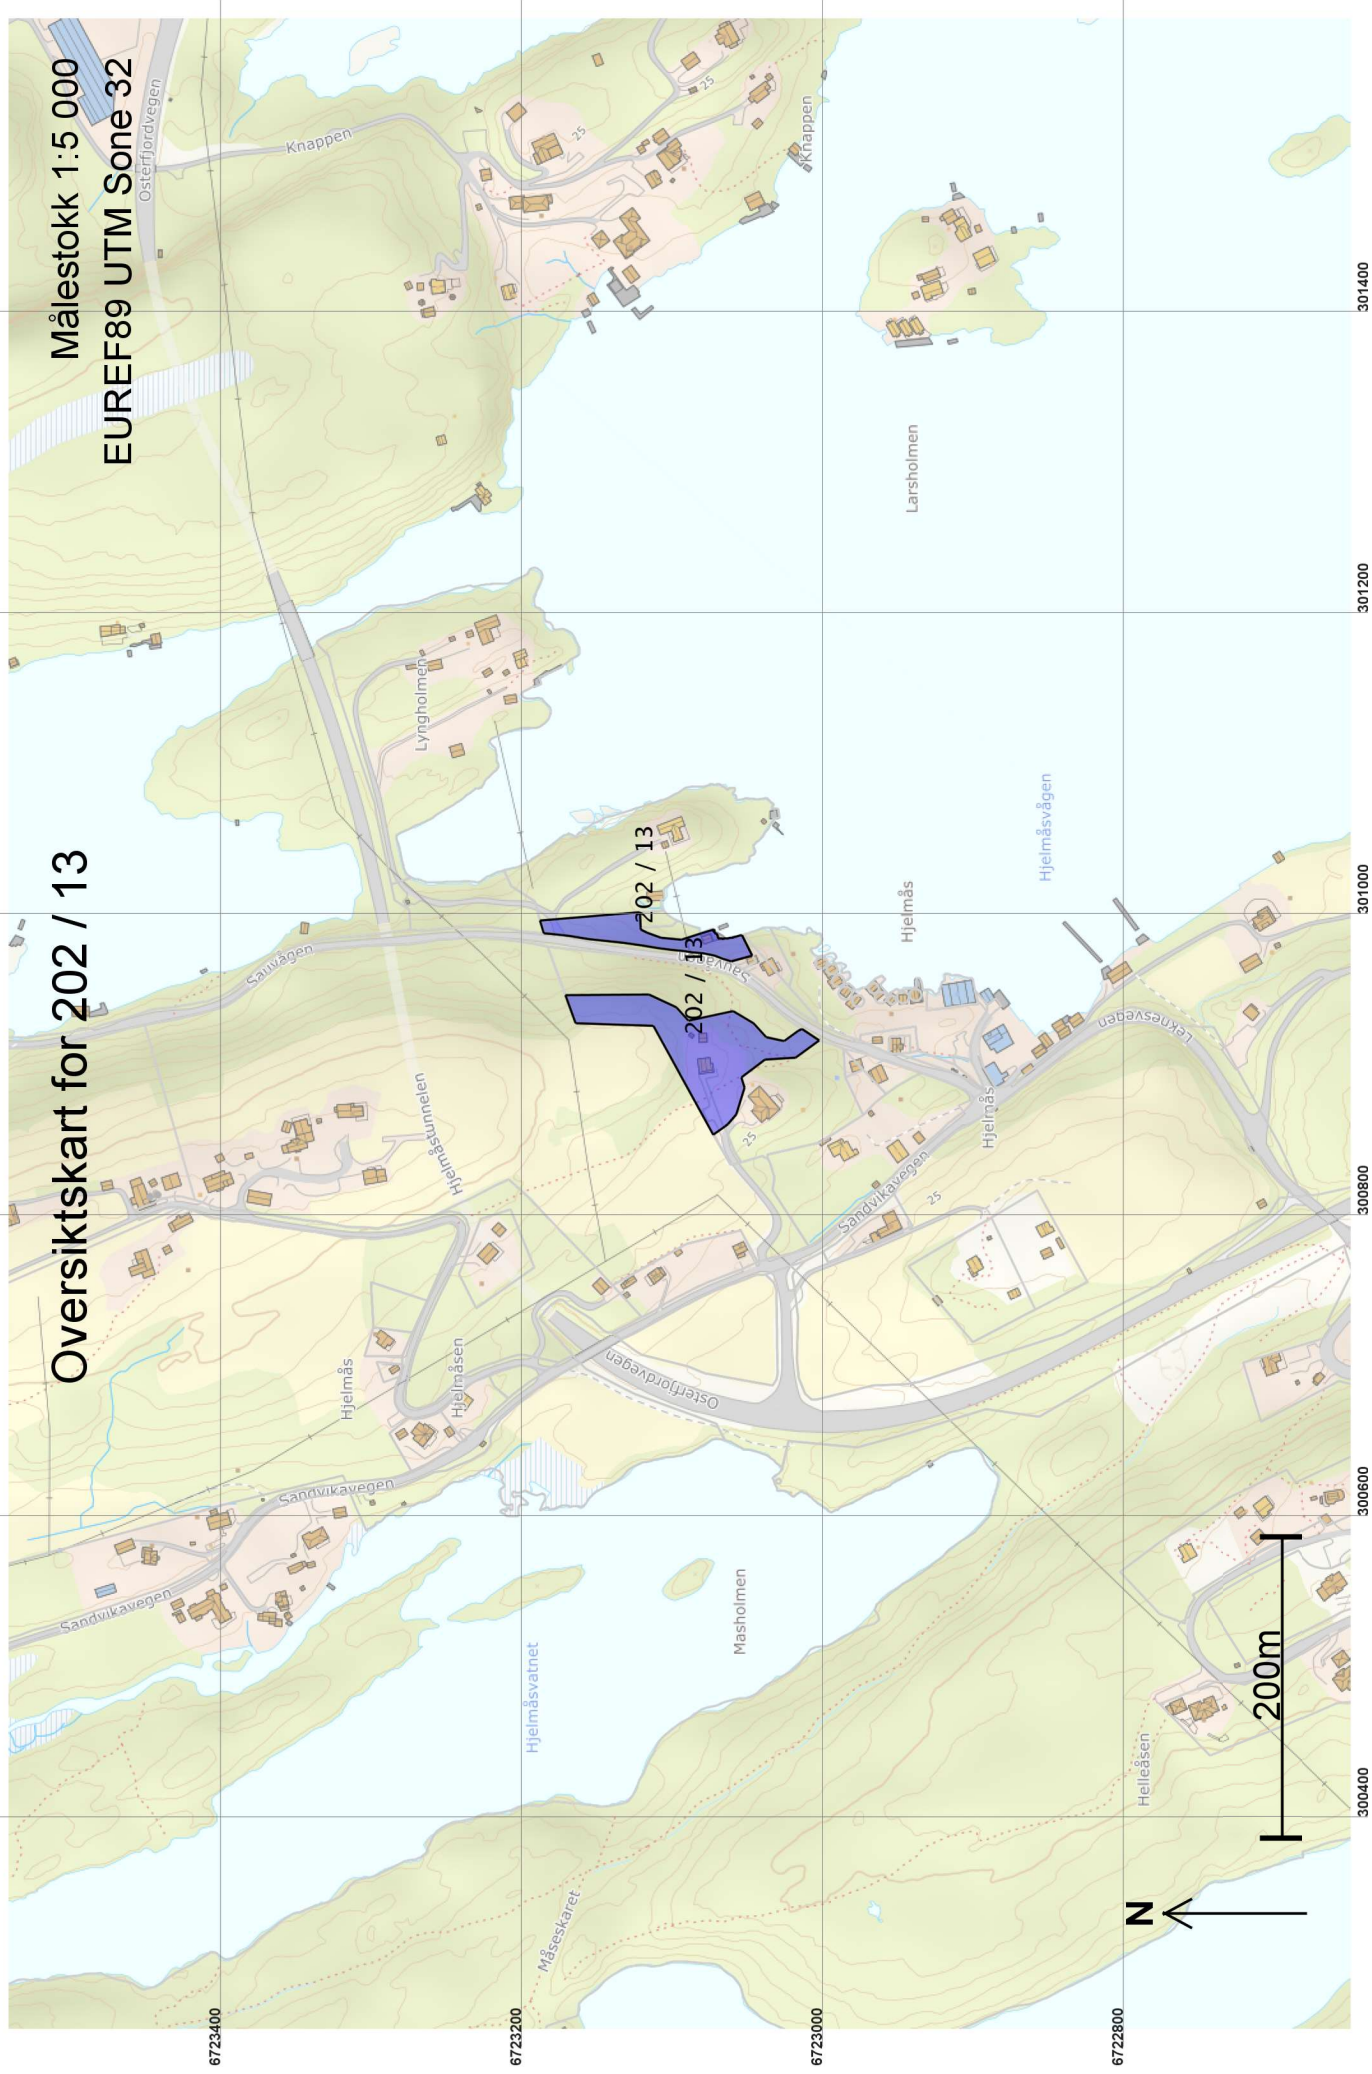 Oversiktskart for 202 / 13
Målestokk 1:5 000
EUREF89 UTM Sone 32
Osterfjordvegen
Knappen
25
25
Knappen
Larsholmen
Lyngholmen
Sauvågen
Hjelmåstunnelen
202 / 13
202 / 13
Sauvågen
Hjelmås
Hjelmåsvågen
Leknesvegen
25
Hjelmås
Sandvikavegen
25
Hjelmås
Hjelmåsen
Osterfjordvegen
Sandvikavegen
Sandvikavegen
Hjelmåsvatnet
Masholmen
Måseskaret
Helleåsen
200m
N
6723400
6723200
6723000
6722800
300400
300600
300800
301000
301200
301400